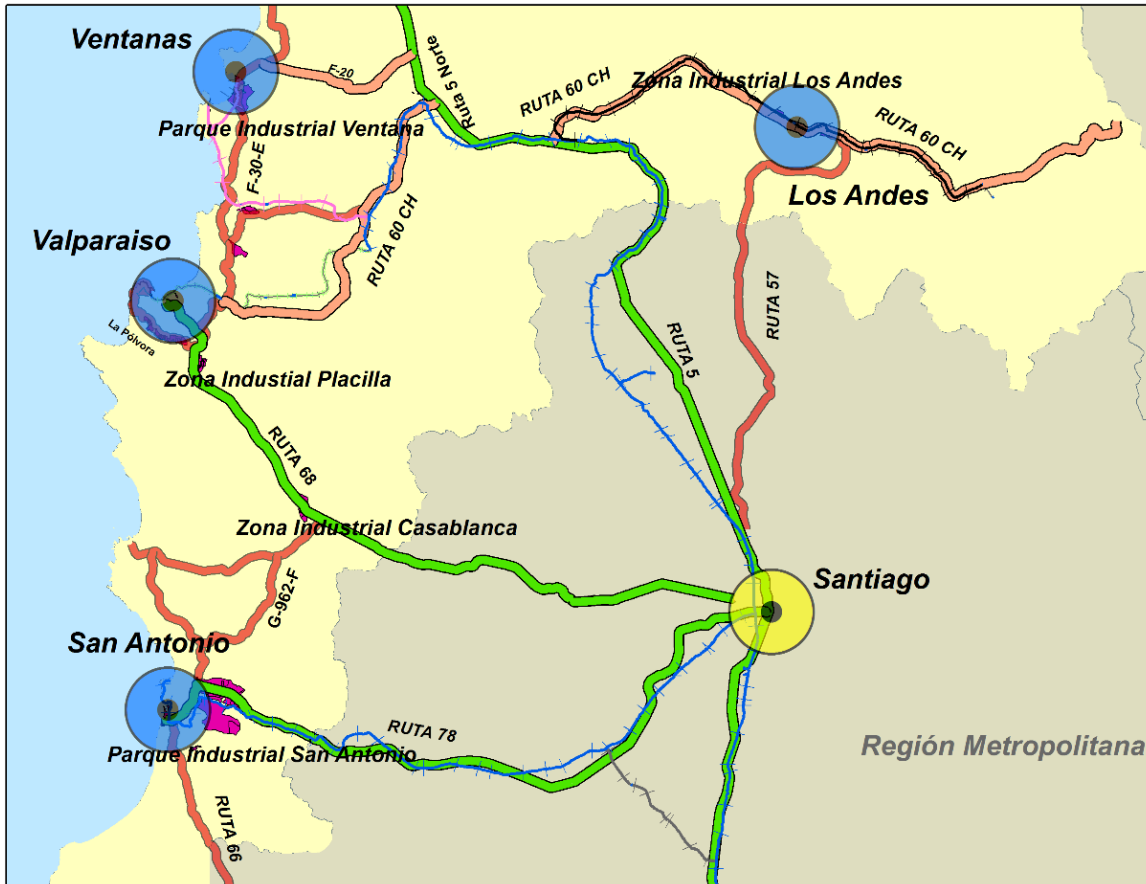 Ventanas
F-20
Ruta 5 Norte
RUTA 60 CH
Zona Industrial Los Andes
RUTA 60 CH
Parque Industrial Ventana
F-30-E
Los Andes
Valparaiso
RUTA 60 CH
RUTA 57
La Pólvora
RUTA 5
Zona Industial Placilla
RUTA 68
Zona Industrial Casablanca
Santiago
G-962-F
San Antonio
RUTA 78
Región Metropolitana
Parque Industrial San Antonio
RUTA 66